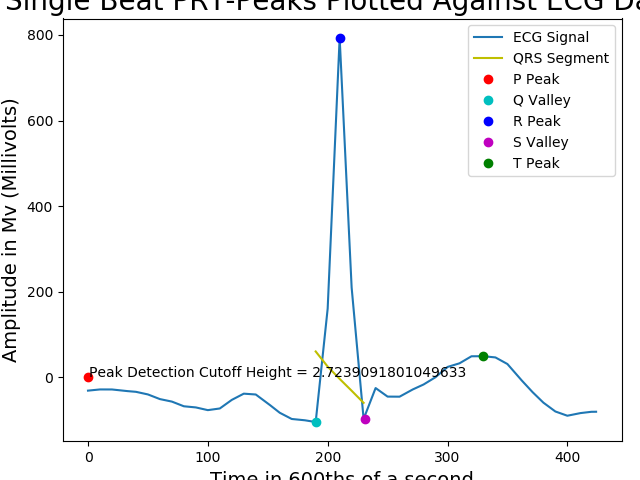 Single Beat PRT-Peaks Plotted Against ECG Da
800
600
400
200
0
Amplitude in Mv (Millivolts)
ECG Signal
QRS Segment
P Peak
Q Valley
R Peak
S Valley
T Peak
Peak Detection Cutoff Height = 2.7239091801049633
0 100 200 300 400
Time in 600ths of a second